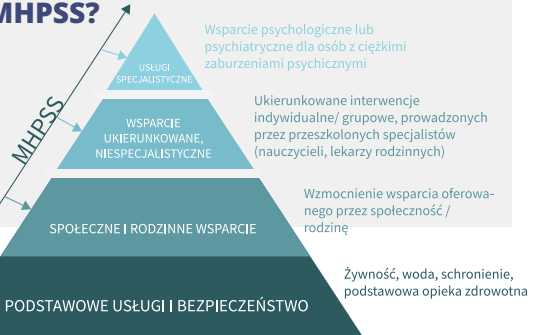 MHPSS?
Wsparcie psychologiczne lub
psychiatryczne dla osób z ciężkimi
zaburzeniami psychicznymi
USŁUGI
SPECJALISTYCZNE
MHPSS
Ukierunkowane interwencje
indywidualne/ grupowe, prowadzonych
przez przeszkolonych specjalistów
(nauczycieli, lekarzy rodzinnych)
WSPARCIE
UKIERUNKOWANE,
NIESPECJALISTYCZNE
Wzmocnienie wsparcia oferowa-
nego przez społeczność /
rodzinę
SPOŁECZNE I RODZINNE WSPARCIE
Żywność, woda, schronienie,
podstawowa opieka zdrowotna
PODSTAWOWE USŁUGI I BEZPIECZEŃSTWO